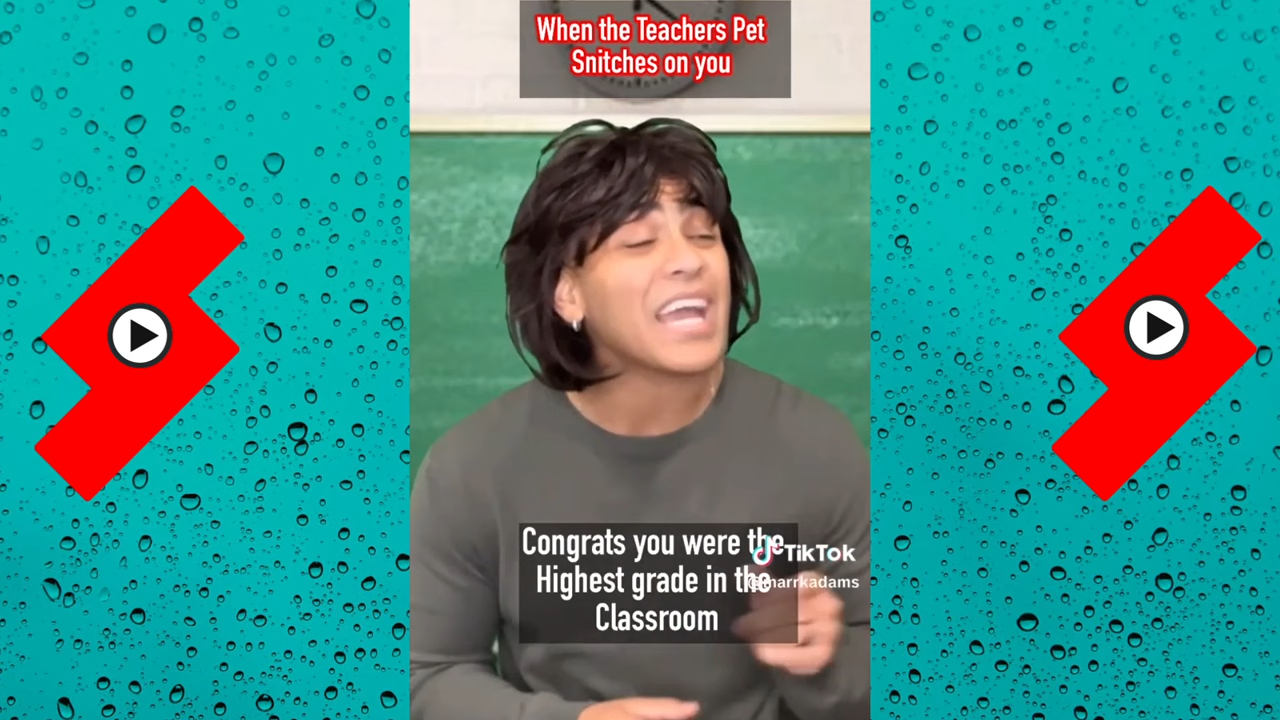 When the Teachers Pet
Snitches on you
Congrats you were the
Highest grade in the
Classroom
TikTok
@marrkadams